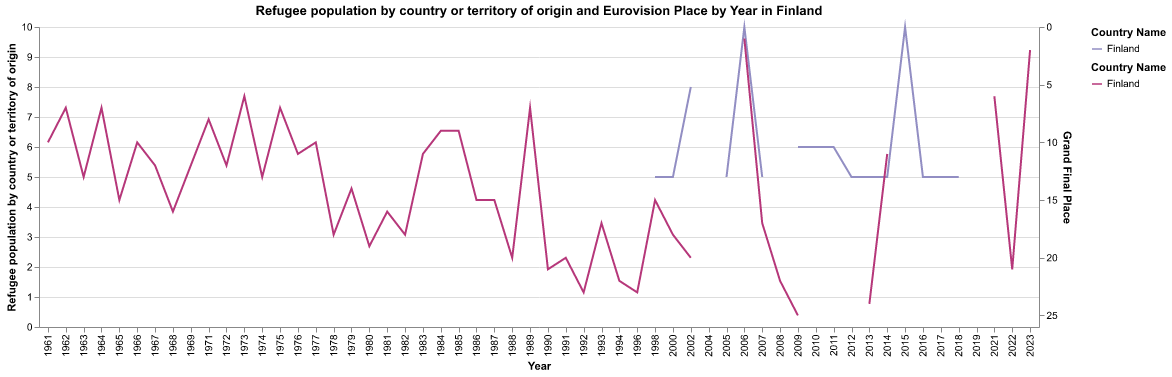 Refugee population by country or territory of origin and Eurovision Place by Year in Finland
Refugee population by country or territory of origin
10
9
8
7
6
5
4
3
2
1
0
0
5
10
15
20
25
Grand Final Place
1961 1962 1963 1964 1965 1966 1967 1968 1969 1971 1972 1973 1974 1975 1976 1977 1978 1979 1980 1981 1982 1983 1984 1985 1986 1987 1988 1989 1990 1991 1992 1993 1994 1996 1998 2000 2002 2004 2005 2006 2007 2008 2009 2010 2011 2012 2013 2014 2015 2016 2017 2018 2019 2021 2022 2023
Year
Country Name
Finland
Country Name
Finland